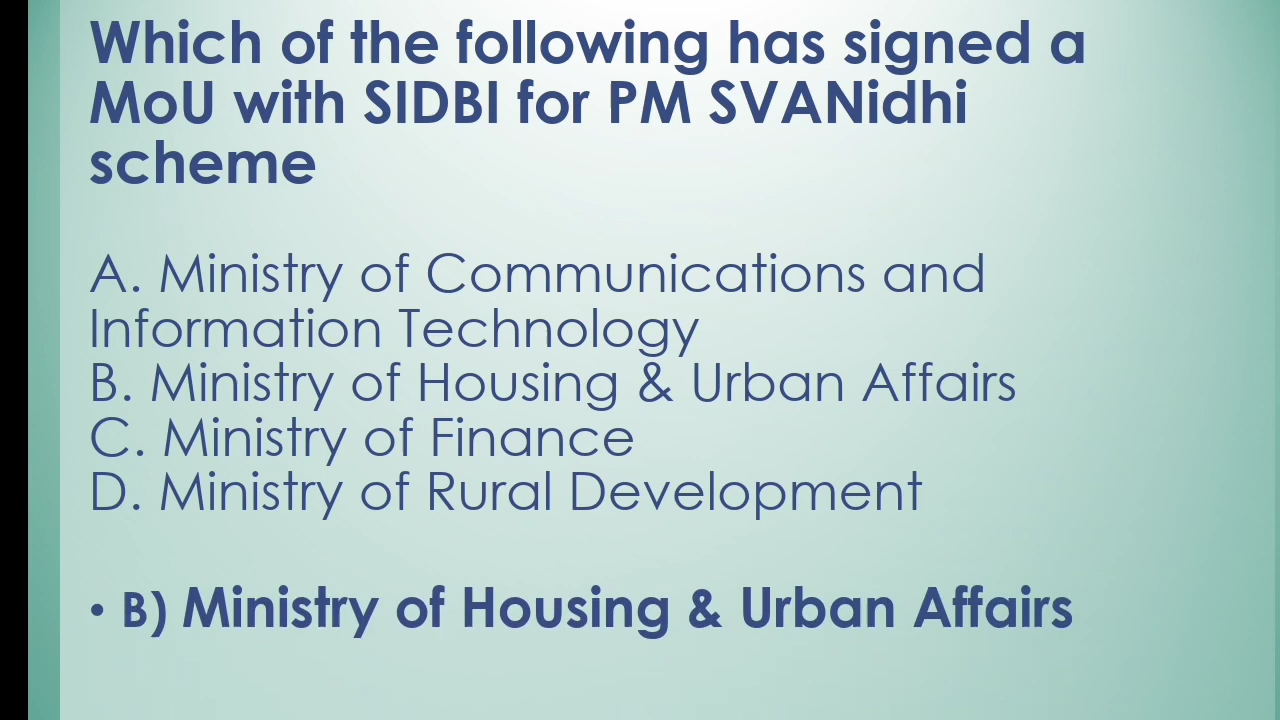 Which of the following has signed a
MoU with SIDBI for PM SVANidhi
scheme
A. Ministry of Communications and
Information Technology
B. Ministry of Housing & Urban Affairs
C. Ministry of Finance
D. Ministry of Rural Development
• B) Ministry of Housing & Urban Affairs